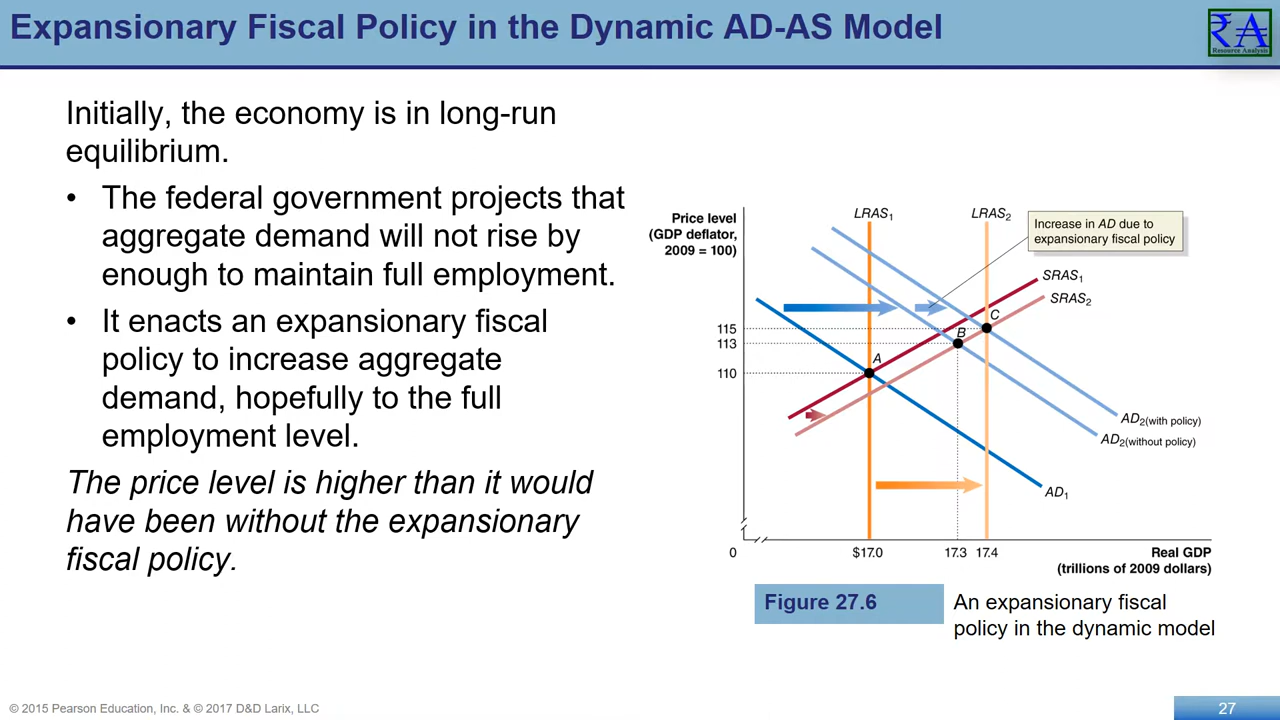 Expansionary Fiscal Policy in the Dynamic AD-AS Model
₹A
Resource Analysis
Initially, the economy is in long-run
equilibrium.
• The federal government projects that
aggregate demand will not rise by
enough to maintain full employment.
• It enacts an expansionary fiscal
policy to increase aggregate
demand, hopefully to the full
employment level.
The price level is higher than it would
have been without the expansionary
fiscal policy.
Price level
(GDP deflator,
2009 = 100)
LRAS1
LRAS2
Increase in AD due to
expansionary fiscal policy
SRAS1
SRAS2
115
113
110
C
B
A
AD2(with policy)
AD2(without policy)
AD1
0
$17.0
17.3
17.4
Real GDP
(trillions of 2009 dollars)
Figure 27.6
An expansionary fiscal
policy in the dynamic model
© 2015 Pearson Education, Inc. & © 2017 D&D Larix, LLC
27